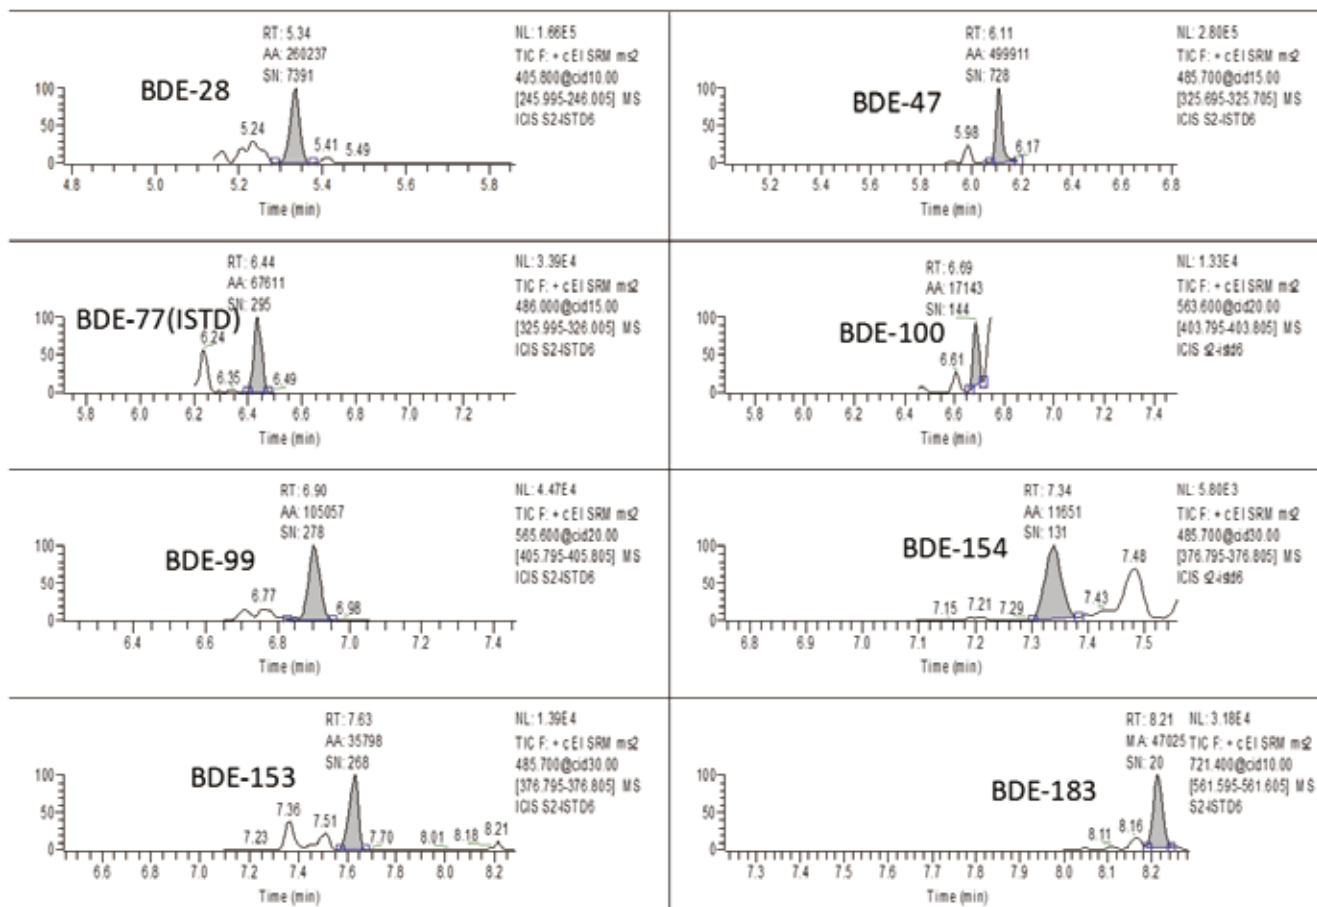 RT: 5.34
AA: 260237
SN: 7391
NL: 1.66E5
TIC F: + c EI SRM ms2
405.800@cid10.00
[245.995-246.005] MS
ICIS S2-ISTD6
BDE-28
100
50
0
5.24
5.41
5.49
4.8 5.0 5.2 5.4 5.6 5.8
Time (min)
RT: 6.11
AA: 499911
SN: 728
NL: 2.80E5
TIC F: + c EI SRM ms2
485.700@cid15.00
[325.695-325.705] MS
ICIS S2-ISTD6
BDE-47
100
50
0
5.98
6.17
5.2 5.4 5.6 5.8 6.0 6.2 6.4 6.6 6.8
Time (min)
RT: 6.44
AA: 67611
SN: 295
NL: 3.39E4
TIC F: + c EI SRM ms2
486.000@cid15.00
[325.995-326.005] MS
ICIS S2-ISTD6
BDE-77(ISTD)
100
50
0
6.24
6.35
6.49
5.8 6.0 6.2 6.4 6.6 6.8 7.0 7.2
Time (min)
RT: 6.69
AA: 17143
SN: 144
NL: 1.33E4
TIC F: + c EI SRM ms2
563.600@cid20.00
[403.795-403.805] MS
ICIS s2-istd6
BDE-100
100
50
0
6.61
5.8 6.0 6.2 6.4 6.6 6.8 7.0 7.2 7.4
Time (min)
RT: 6.90
AA: 105057
SN: 278
NL: 4.47E4
TIC F: + c EI SRM ms2
565.600@cid20.00
[405.795-405.805] MS
ICIS S2-ISTD6
BDE-99
100
50
0
6.77
6.98
6.4 6.6 6.8 7.0 7.2 7.4
Time (min)
RT: 7.34
AA: 11651
SN: 131
NL: 5.80E3
TIC F: + c EI SRM ms2
485.700@cid30.00
[376.795-376.805] MS
ICIS s2-istd6
BDE-154
100
50
0
7.15
7.21
7.29
7.43
7.48
6.8 6.9 7.0 7.1 7.2 7.3 7.4 7.5
Time (min)
RT: 7.63
AA: 35798
SN: 268
NL: 1.39E4
TIC F: + c EI SRM ms2
485.700@cid30.00
[376.795-376.805] MS
ICIS S2-ISTD6
BDE-153
100
50
0
7.23
7.36
7.51
7.70
8.01
8.18
8.21
6.6 6.8 7.0 7.2 7.4 7.6 7.8 8.0 8.2
Time (min)
RT: 8.21
MA: 47025
SN: 20
NL: 3.18E4
TIC F: + c EI SRM ms2
721.400@cid10.00
[561.595-561.605] MS
S2-ISTD6
BDE-183
100
50
0
8.11
8.16
7.3 7.4 7.5 7.6 7.7 7.8 7.9 8.0 8.1 8.2
Time (min)